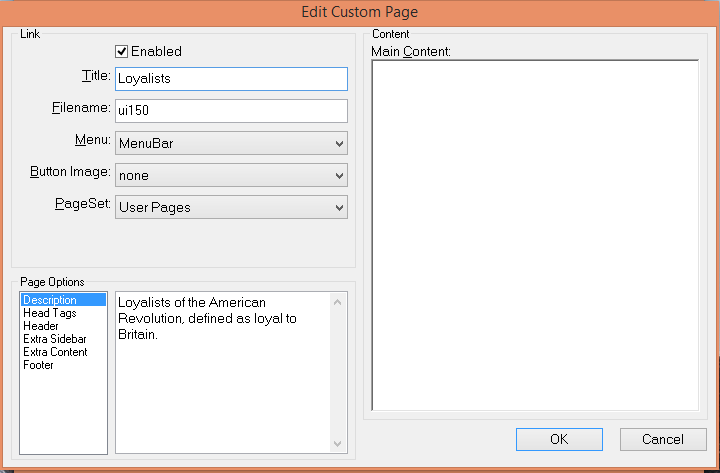 Edit Custom Page
Link
Enabled
Title: Loyalists
Filename: ui150
Menu: MenuBar
Button Image: none
PageSet: User Pages
Page Options
Description
Head Tags
Header
Extra Sidebar
Extra Content
Footer
Loyalists of the American
Revolution, defined as loyal to
Britain.
Content
Main Content:
OK
Cancel